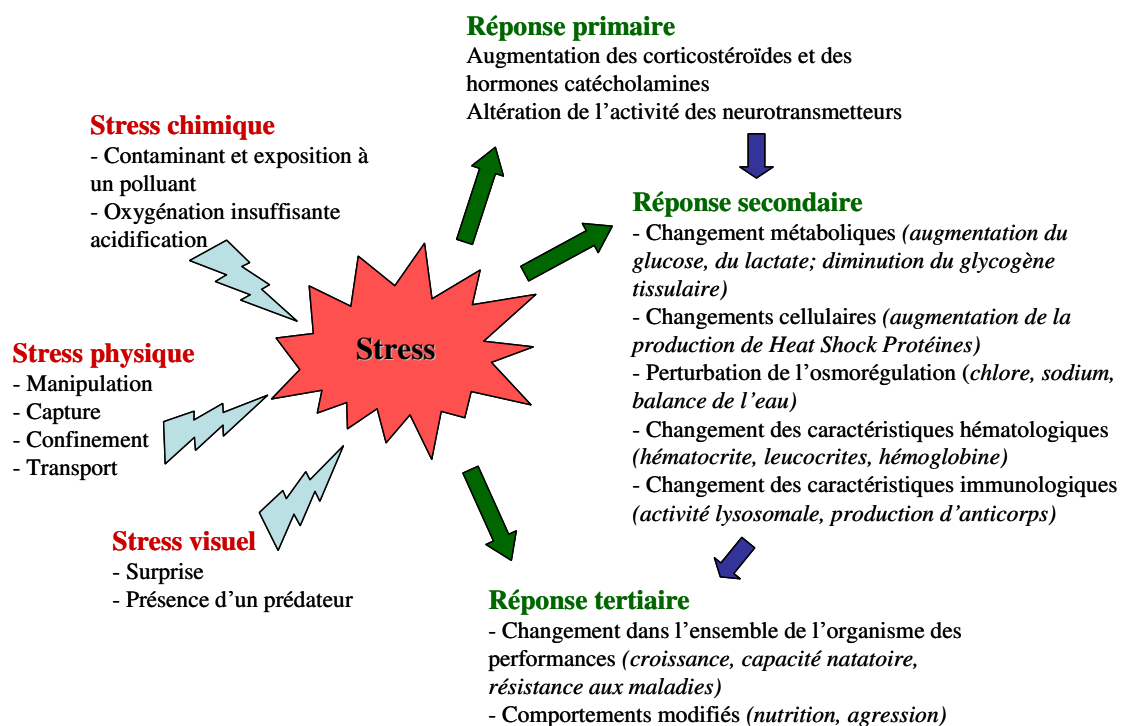 Réponse primaire
Augmentation des corticostéroïdes et des
hormones catécholamines
Altération de l'activité des neurotransmetteurs
Stress chimique
- Contaminant et exposition à
un polluant
- Oxygénation insuffisante
acidification
Réponse secondaire
- Changement métaboliques (augmentation du
glucose, du lactate; diminution du glycogène
tissulaire)
- Changements cellulaires (augmentation de la
production de Heat Shock Protéines)
- Perturbation de l'osmorégulation (chlore, sodium,
balance de l'eau)
- Changement des caractéristiques hématologiques
(hématocrite, leucocrites, hémoglobine)
- Changement des caractéristiques immunologiques
(activité lysosomale, production d'anticorps)
Stress
Stress physique
- Manipulation
- Capture
- Confinement
- Transport
Stress visuel
- Surprise
- Présence d'un prédateur
Réponse tertiaire
- Changement dans l'ensemble de l'organisme des
performances (croissance, capacité natatoire,
résistance aux maladies)
- Comportements modifiés (nutrition, agression)